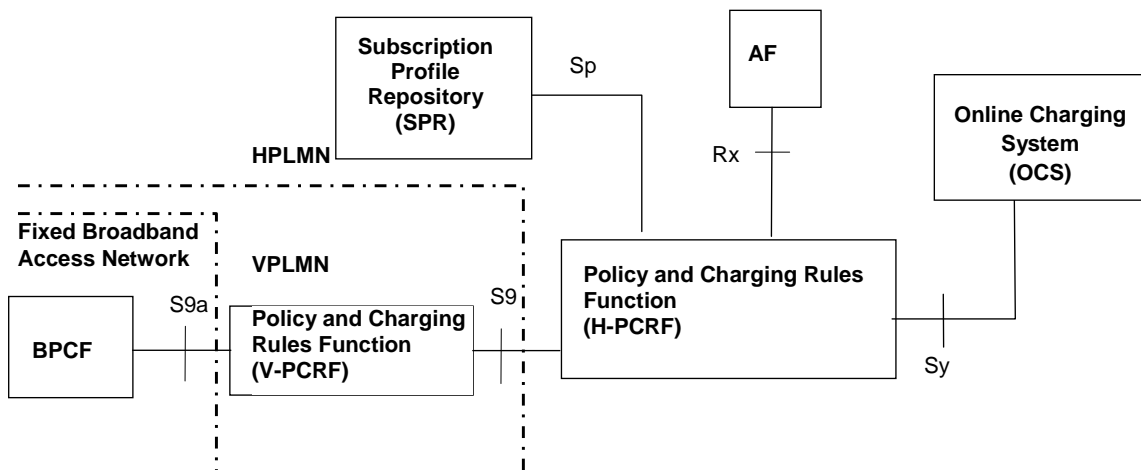 Subscription
Profile
Repository
(SPR)
Sp
AF
Online Charging
System
(OCS)
Rx
HPLMN
Fixed Broadband
Access Network
VPLMN
S9a
S9
Policy and Charging Rules
Function
(H-PCRF)
Policy and Charging
Rules Function
(V-PCRF)
BPCF
Sy